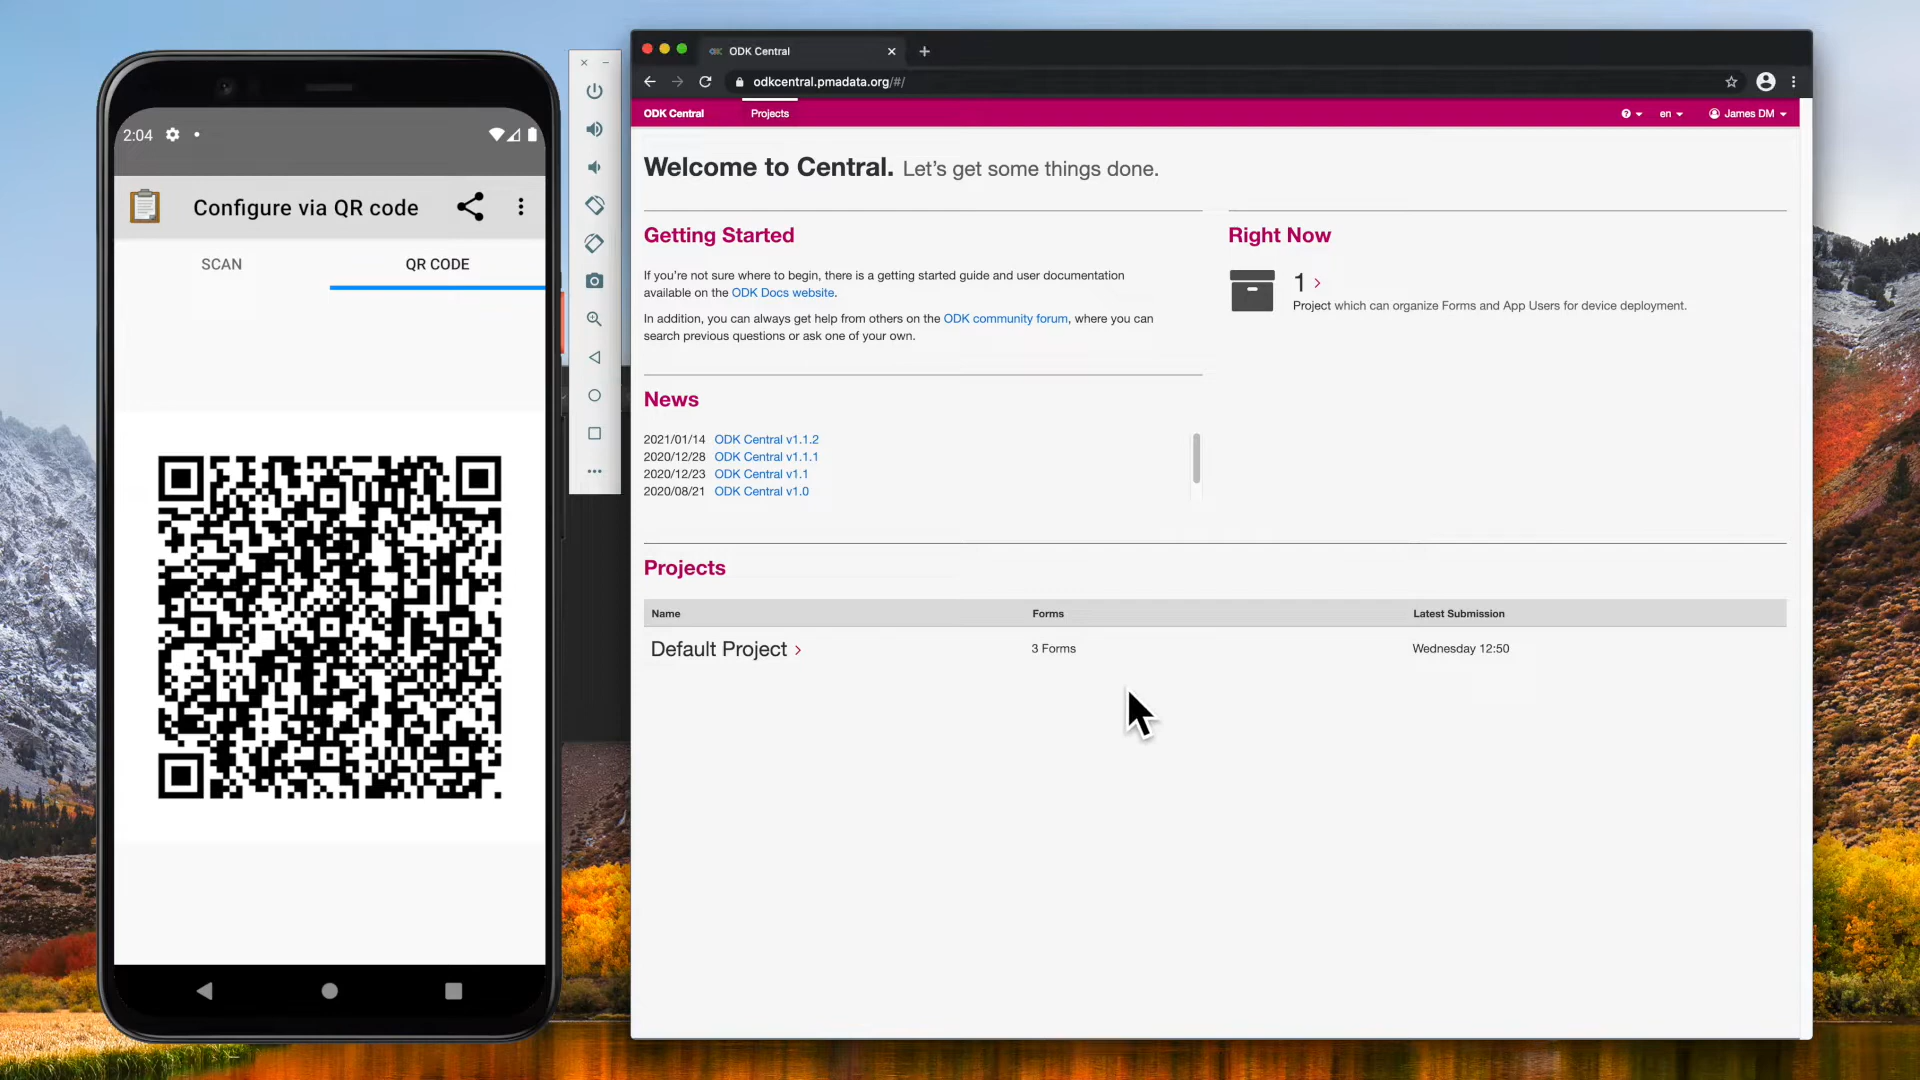 2:04
Configure via QR code
SCAN
QR CODE
ODK Central
odkcentral.pmadata.org/#/
ODK Central
Projects
en
James DM
Welcome to Central. Let’s get some things done.
Getting Started
If you’re not sure where to begin, there is a getting started guide and user documentation
available on the ODK Docs website.
In addition, you can always get help from others on the ODK community forum, where you can
search previous questions or ask one of your own.
Right Now
1
Project which can organize Forms and App Users for device deployment.
News
2021/01/14 ODK Central v1.1.2
2020/12/28 ODK Central v1.1.1
2020/12/23 ODK Central v1.1
2020/08/21 ODK Central v1.0
Projects
Name Forms Latest Submission
Default Project 3 Forms Wednesday 12:50